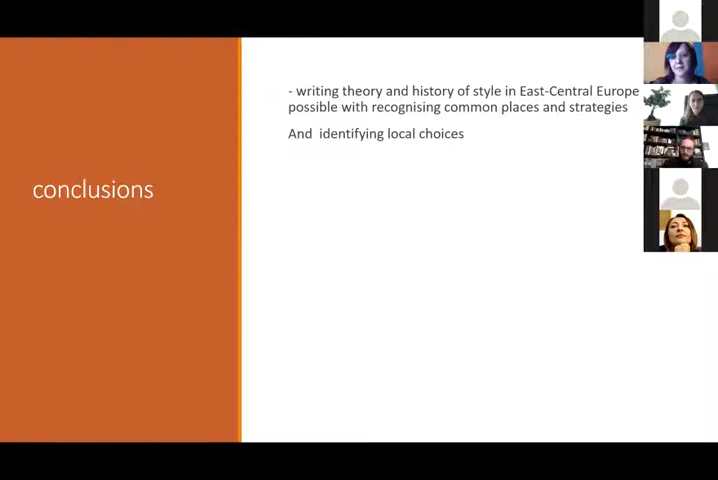 conclusions
- writing theory and history of style in East-Central Europe
possible with recognising common places and strategies
And  identifying local choices